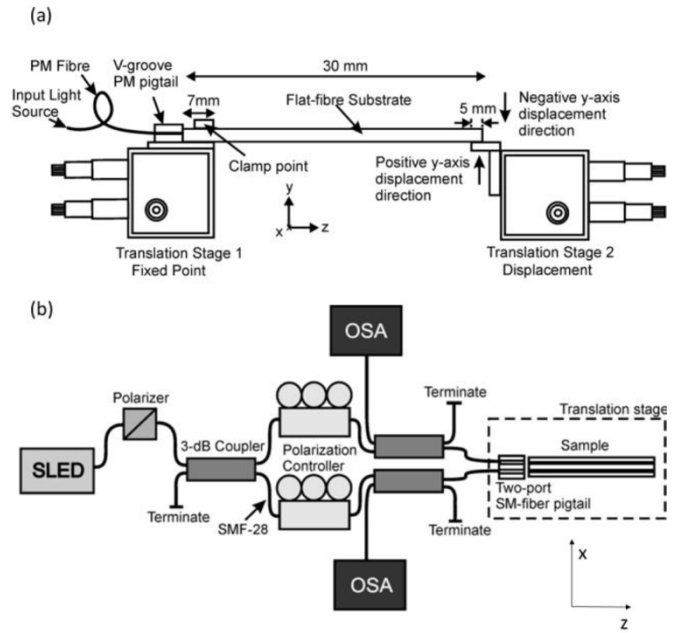 (a)
PM Fibre
V-groove
PM pigtail
30 mm
Input Light
Source
7mm
Flat-fibre Substrate
5 mm
Negative y-axis
displacement
direction
Clamp point
Positive y-axis
displacement
direction
y
x
z
Translation Stage 1
Fixed Point
Translation Stage 2
Displacement
(b)
OSA
Polarizer
Terminate
Translation stage
3-dB Coupler
Polarization
Controller
Sample
SLED
Terminate
SMF-28
Two-port
SM-fiber pigtail
Terminate
OSA
x
z